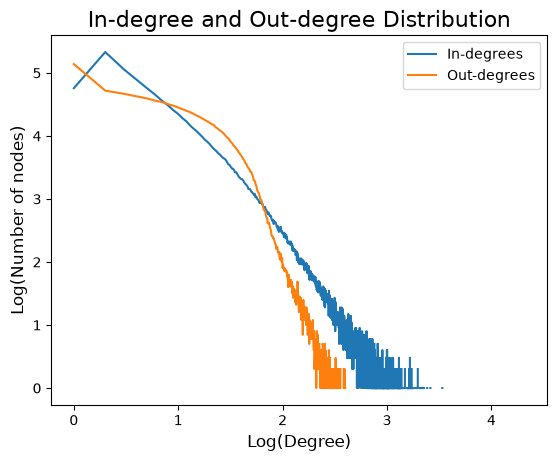 In-degree and Out-degree Distribution
In-degrees
Out-degrees
Log(Number of nodes)
5
4
3
2
1
0
0
1
2
3
4
Log(Degree)